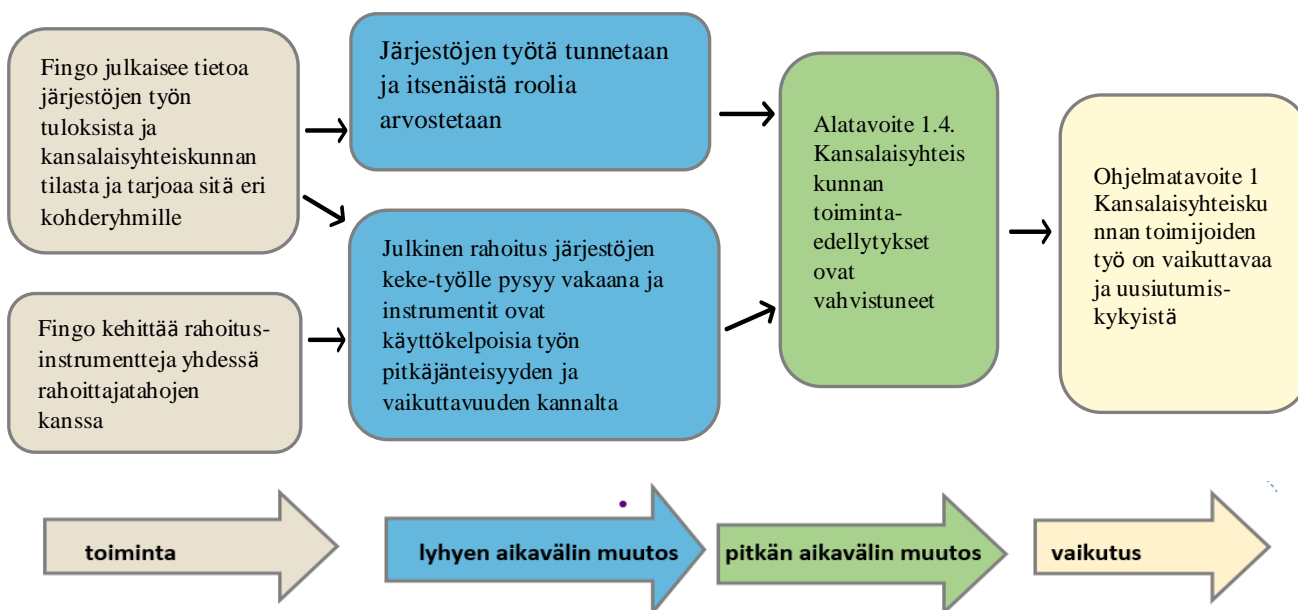 Fingo julkaisee tietoa
järjestöjen työn
tuloksista ja
kansalaisyhteiskunnan
tilasta ja tarjoaa sitä eri
kohderyhmille
Fingo kehittää rahoitus-
instrumentteja yhdessä
rahoittajatahojen
kanssa
Järjestöjen työtä tunnetaan
ja itsenäistä roolia
arvostetaan
Julkinen rahoitus järjestöjen
keke-työlle pysyy vakaana ja
instrumentit ovat
käyttökelpoisia työn
pitkäjänteisyyden ja
vaikuttavuuden kannalta
Alatavoite 1.4.
Kansalaisyhteis
kunnan
toiminta-
edellytykset
ovat
vahvistuneet
Ohjelmatavoite 1
Kansalaisyhteisku
nnan toimijoiden
työ on vaikuttavaa
ja uusiutumis-
kykyistä
toiminta
lyhyen aikavälin muutos
pitkän aikavälin muutos
vaikutus